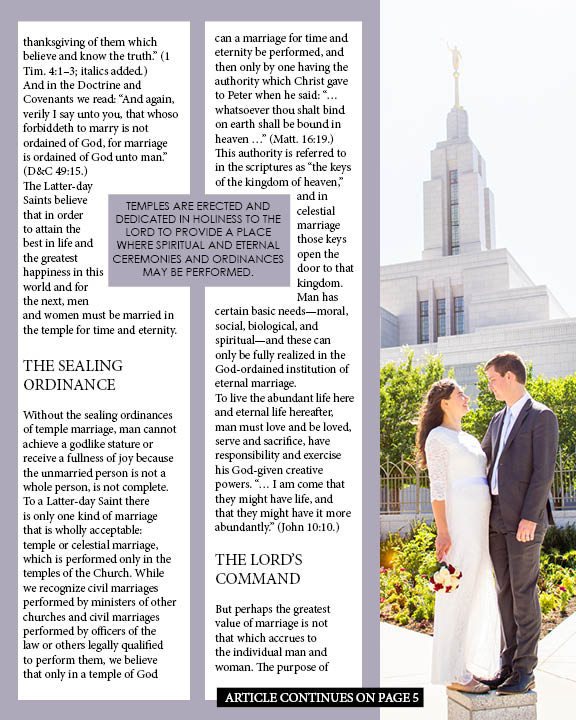 thanksgiving of them which
believe and know the truth.” (1
Tim. 4:1–3; italics added.)
And in the Doctrine and
Covenants we read: “And again,
verily I say unto you, that whoso
forbiddeth to marry is not
ordained of God, for marriage
is ordained of God unto man.”
(D&C 49:15.)
The Latter-day
Saints believe
that in order
to attain the
best in life and
the greatest
happiness in this
world and for
the next, men
and women must be married in
the temple for time and eternity.
THE SEALING
ORDINANCE
Without the sealing ordinances
of temple marriage, man cannot
achieve a godlike stature or
receive a fullness of joy because
the unmarried person is not a
whole person, is not complete.
To a Latter-day Saint there
is only one kind of marriage
that is wholly acceptable:
temple or celestial marriage,
which is performed only in the
temples of the Church. While
we recognize civil marriages
performed by ministers of other
churches and civil marriages
performed by officers of the
law or others legally qualified
to perform them, we believe
that only in a temple of God
TEMPLES ARE ERECTED AND
DEDICATED IN HOLINESS TO THE
LORD TO PROVIDE A PLACE
WHERE SPIRITUAL AND ETERNAL
CEREMONIES AND ORDINANCES
MAY BE PERFORMED.
can a marriage for time and
eternity be performed, and
then only by one having the
authority which Christ gave
to Peter when he said: “…
whatsoever thou shalt bind
on earth shall be bound in
heaven …” (Matt. 16:19.)
This authority is referred to
in the scriptures as “the keys
of the kingdom of heaven,”
and in
celestial
marriage
those keys
open the
door to that
kingdom.
Man has
certain basic needs—moral,
social, biological, and
spiritual—and these can
only be fully realized in the
God-ordained institution of
eternal marriage.
To live the abundant life here
and eternal life hereafter,
man must love and be loved,
serve and sacrifice, have
responsibility and exercise
his God-given creative
powers. “… I am come that
they might have life, and
that they might have it more
abundantly.” (John 10:10.)
THE LORD’S
COMMAND
But perhaps the greatest
value of marriage is not
that which accrues to
the individual man and
woman. The purpose of
ARTICLE CONTINUES ON PAGE 5